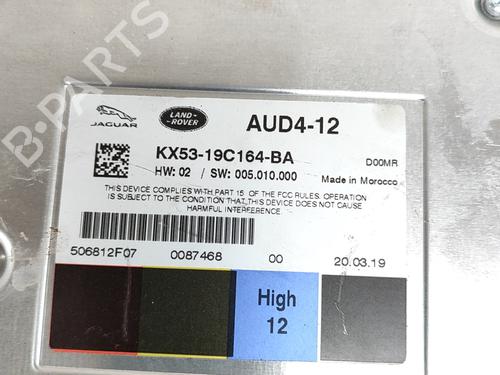 B-PARTS
JAGUAR
LAND-
ROVER
AUD4-12
KX53-19C164-BA
D00MR
HW: 02 / SW: 005.010.000
Made in Morocco
THIS DEVICE COMPLIES WITH PART 15 OF THE FCC RULES. OPERATION
IS SUBJECT TO THE CONDITION THAT THIS DEVICE DOES NOT CAUSE
HARMFUL INTERFERENCE.
506812F07 0087468 00 20.03.19
High
12